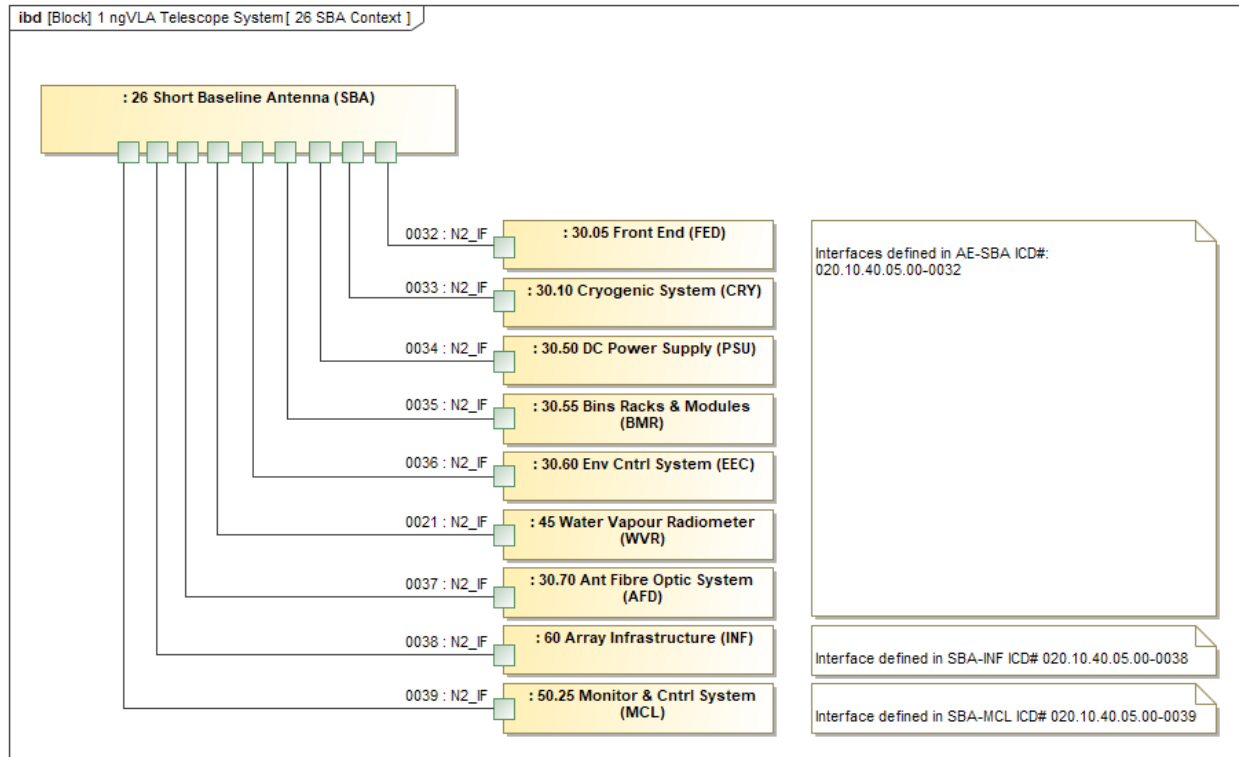 ibd [Block] 1 ngVLA Telescope System[ 26 SBA Context ]
: 26 Short Baseline Antenna (SBA)
0032 : N2_IF
: 30.05 Front End (FED)
Interfaces defined in AE-SBA ICD#:
020.10.40.05.00-0032
0033 : N2_IF
: 30.10 Cryogenic System (CRY)
0034 : N2_IF
: 30.50 DC Power Supply (PSU)
0035 : N2_IF
: 30.55 Bins Racks & Modules
(BMR)
0036 : N2_IF
: 30.60 Env Cntrl System (EEC)
0021 : N2_IF
: 45 Water Vapour Radiometer
(WVR)
0037 : N2_IF
: 30.70 Ant Fibre Optic System
(AFD)
0038 : N2_IF
: 60 Array Infrastructure (INF)
Interface defined in SBA-INF ICD# 020.10.40.05.00-0038
0039 : N2_IF
: 50.25 Monitor & Cntrl System
(MCL)
Interface defined in SBA-MCL ICD# 020.10.40.05.00-0039